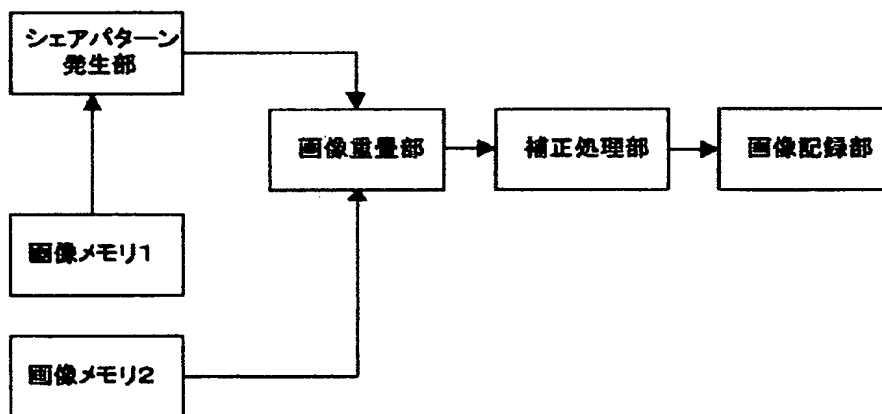 シェアパターン
発生部
画像重畳部
補正処理部
画像記録部
画像メモリ1
画像メモリ2